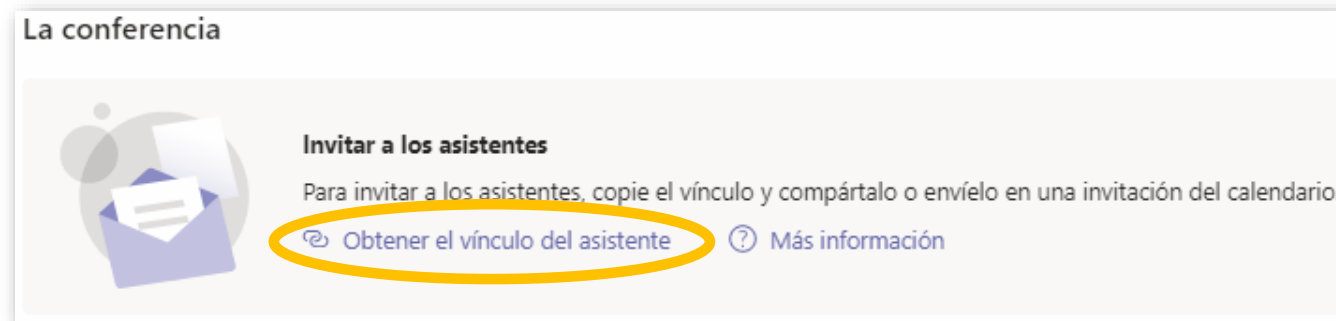 La conferencia
Invitar a los asistentes
Para invitar a los asistentes, copie el vínculo y compártalo o envíelo en una invitación del calendario
Obtener el vínculo del asistente
Más información